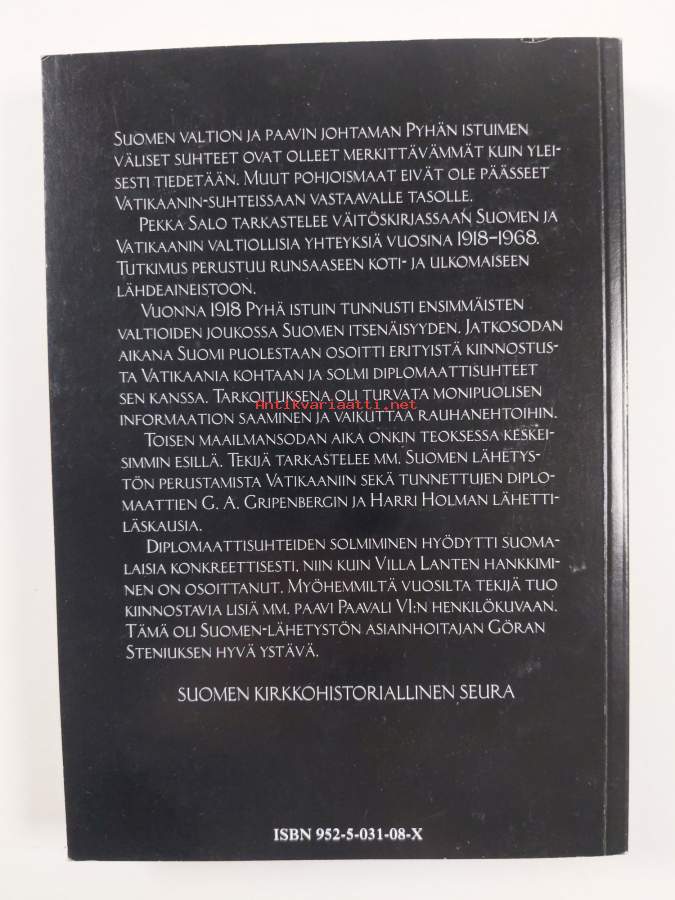 Suomen valtion ja paavin johtaman Pyhän istuimen
väliset suhteet ovat olleet merkittävämmät kuin ylei-
sesti tiedetään. Muut pohjoismaat eivät ole päässeet
Vatikaanin-suhteissaan vastaavalle tasolle.
Pekka Salo tarkastelee väitöskirjassaan Suomen ja
Vatikaanin valtiollisia yhteyksiä vuosina 1918–1968.
Tutkimus perustuu runsaaseen koti- ja ulkomaiseen
lähdeaineistoon.
Vuonna 1918 Pyhä istuin tunnusti ensimmäisten
valtioiden joukossa Suomen itsenäisyyden. Jatkosodan
aikana Suomi puolestaan osoitti erityistä kiinnostus-
ta Vatikaania kohtaan ja solmi diplomaattisuhteet
sen kanssa. Tarkoituksena oli turvata monipuolisen
Antikvariaatti.net
informaation saaminen ja vaikuttaa rauhanehtoihin.
Toisen maailmansodan aika onkin teoksessa keskei-
simmin esillä. Tekijä tarkastelee mm. Suomen lähetys-
tön perustamista Vatikaaniin sekä tunnettujen diplo-
maattien G. A. Gripenbergin ja Harri Holman lähetti-
läskausia.
Diplomaattisuhteiden solmiminen hyödytti suoma-
laisia konkreettisesti, niin kuin Villa Lanten hankkimi-
nen on osoittanut. Myöhemmiltä vuosilta tekijä tuo
kiinnostavia lisiä mm. paavi Paavali VI:n henkilökuvaan.
Tämä oli Suomen-lähetystön asiainhoitajan Göran
Steniuksen hyvä ystävä.
SUOMEN KIRKKOHISTORIALLINEN SEURA
ISBN 952-5-031-08-X